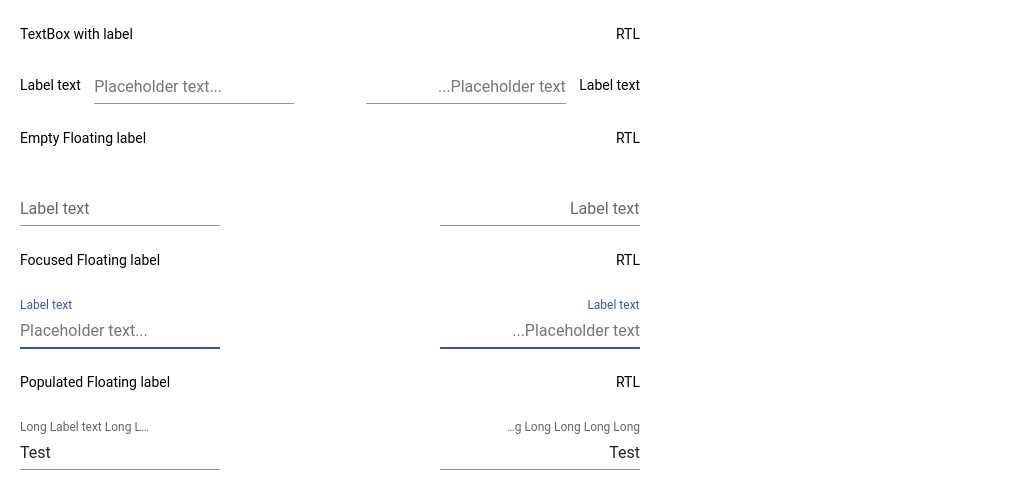 TextBox with label RTL
Label text Placeholder text... ...Placeholder text Label text
Empty Floating label RTL
Label text Label text
Focused Floating label RTL
Label text Label text
Placeholder text... ...Placeholder text
Populated Floating label RTL
Long Label text Long L... ...g Long Long Long Long
Test Test